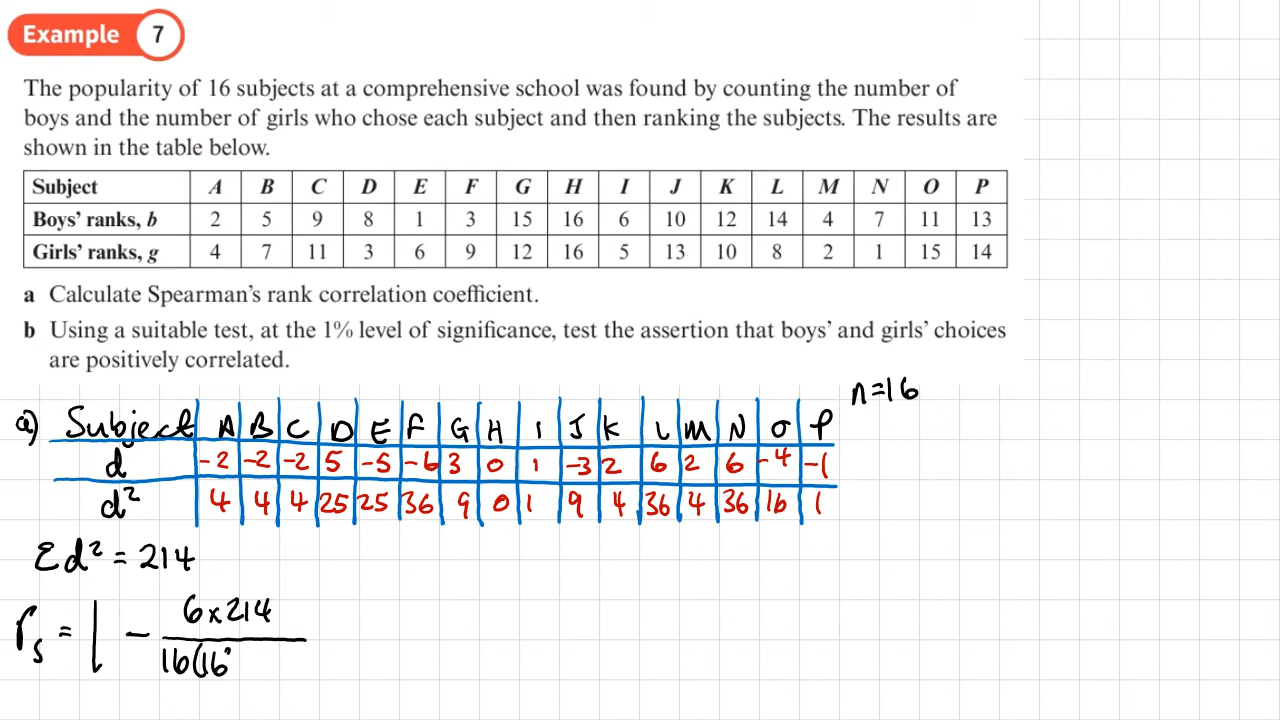 Example 7
The popularity of 16 subjects at a comprehensive school was found by counting the number of
boys and the number of girls who chose each subject and then ranking the subjects. The results are
shown in the table below.
Subject A B C D E F G H I J K L M N O P
Boys' ranks, b 2 5 9 8 1 3 15 16 6 10 12 14 4 7 11 13
Girls' ranks, g 4 7 11 3 6 9 12 16 5 13 10 8 2 1 15 14
a Calculate Spearman's rank correlation coefficient.
b Using a suitable test, at the 1% level of significance, test the assertion that boys' and girls' choices
are positively correlated.
n=16
a) Subject A B C D E F G H I J K L M N O P
d -2 -2 -2 5 -5 -6 3 0 1 -3 2 6 2 6 -4 -1
d² 4 4 4 25 25 36 9 0 1 9 4 36 4 36 16 1
Σd² = 214
rₛ = 1 - 6×214
16(16²